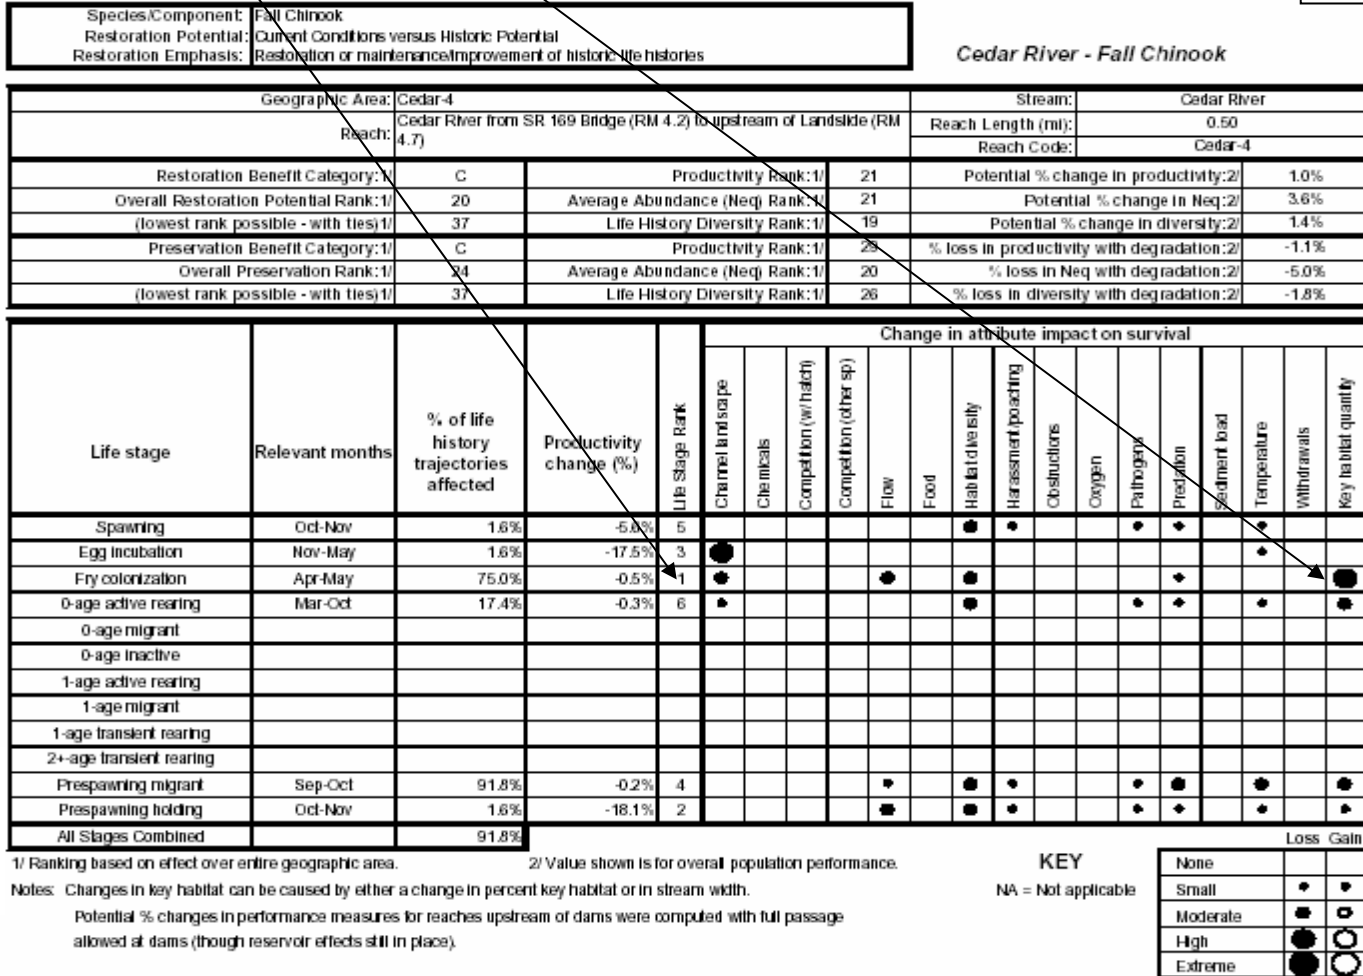 Species/Component: Fall Chinook
Restoration Potential: Current Conditions versus Historic Potential
Restoration Emphasis: Restoration or maintenance/improvement of historic life histories
Cedar River - Fall Chinook
Geographic Area: Cedar-4 Stream: Cedar River
Reach: Cedar River from SR 169 Bridge (RM 4.2) to upstream of Landslide (RM 4.7) Reach Length (mi): 0.50
Reach Code: Cedar-4
Restoration Benefit Category:1/ C Productivity Rank:1/ 21 Potential % change in productivity:2/ 1.0%
Overall Restoration Potential Rank:1/ 20 Average Abundance (Neq) Rank:1/ 21 Potential % change in Neq:2/ 3.6%
(lowest rank possible - with ties)1/ 37 Life History Diversity Rank:1/ 19 Potential % change in diversity:2/ 1.4%
Preservation Benefit Category:1/ C Productivity Rank:1/ 29 % loss in productivity with degradation:2/ -1.1%
Overall Preservation Rank:1/ 24 Average Abundance (Neq) Rank:1/ 20 % loss in Neq with degradation:2/ -5.0%
(lowest rank possible - with ties)1/ 37 Life History Diversity Rank:1/ 26 % loss in diversity with degradation:2/ -1.8%
Change in attribute impact on survival
Life stage
Relevant months
% of life history trajectories affected
Productivity change (%)
Life Stage Rank
Channel landscape
Chemicals
Competition (w/ hatch)
Competition (other sp)
Flow
Food
Habitat diversity
Harassment/poaching
Obstructions
Oxygen
Pathogens
Predation
Sediment load
Temperature
Withdrawals
Key habitat quantity
Spawning Oct-Nov 1.6% 5
Egg incubation Nov-May 1.6% -17.5% 3
Fry colonization Apr-May 75.0% -0.5% 1
0-age active rearing Mar-Oct 17.4% -0.3% 6
0-age migrant
0-age inactive
1-age active rearing
1-age migrant
1-age transient rearing
2+-age transient rearing
Prespawning migrant Sep-Oct 91.8% -0.2% 4
Prespawning holding Oct-Nov 1.6% -18.1% 2
All Stages Combined 91.8%
Loss Gain
1/ Ranking based on effect over entire geographic area. 2/ Value shown is for overall population performance. KEY None
Notes: Changes in key habitat can be caused by either a change in percent key habitat or in stream width. NA = Not applicable Small
Potential % changes in performance measures for reaches upstream of dams were computed with full passage Moderate
allowed at dams (though reservoir effects still in place). High
Extreme